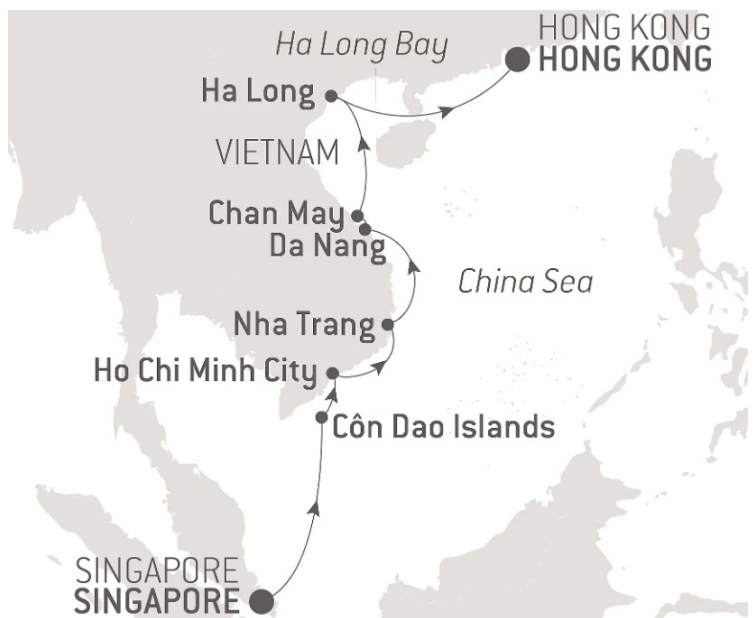 HONG KONG
HONG KONG
Ha Long Bay
Ha Long
VIETNAM
Chan May
Da Nang
China Sea
Nha Trang
Ho Chi Minh City
Côn Dao Islands
SINGAPORE
SINGAPORE